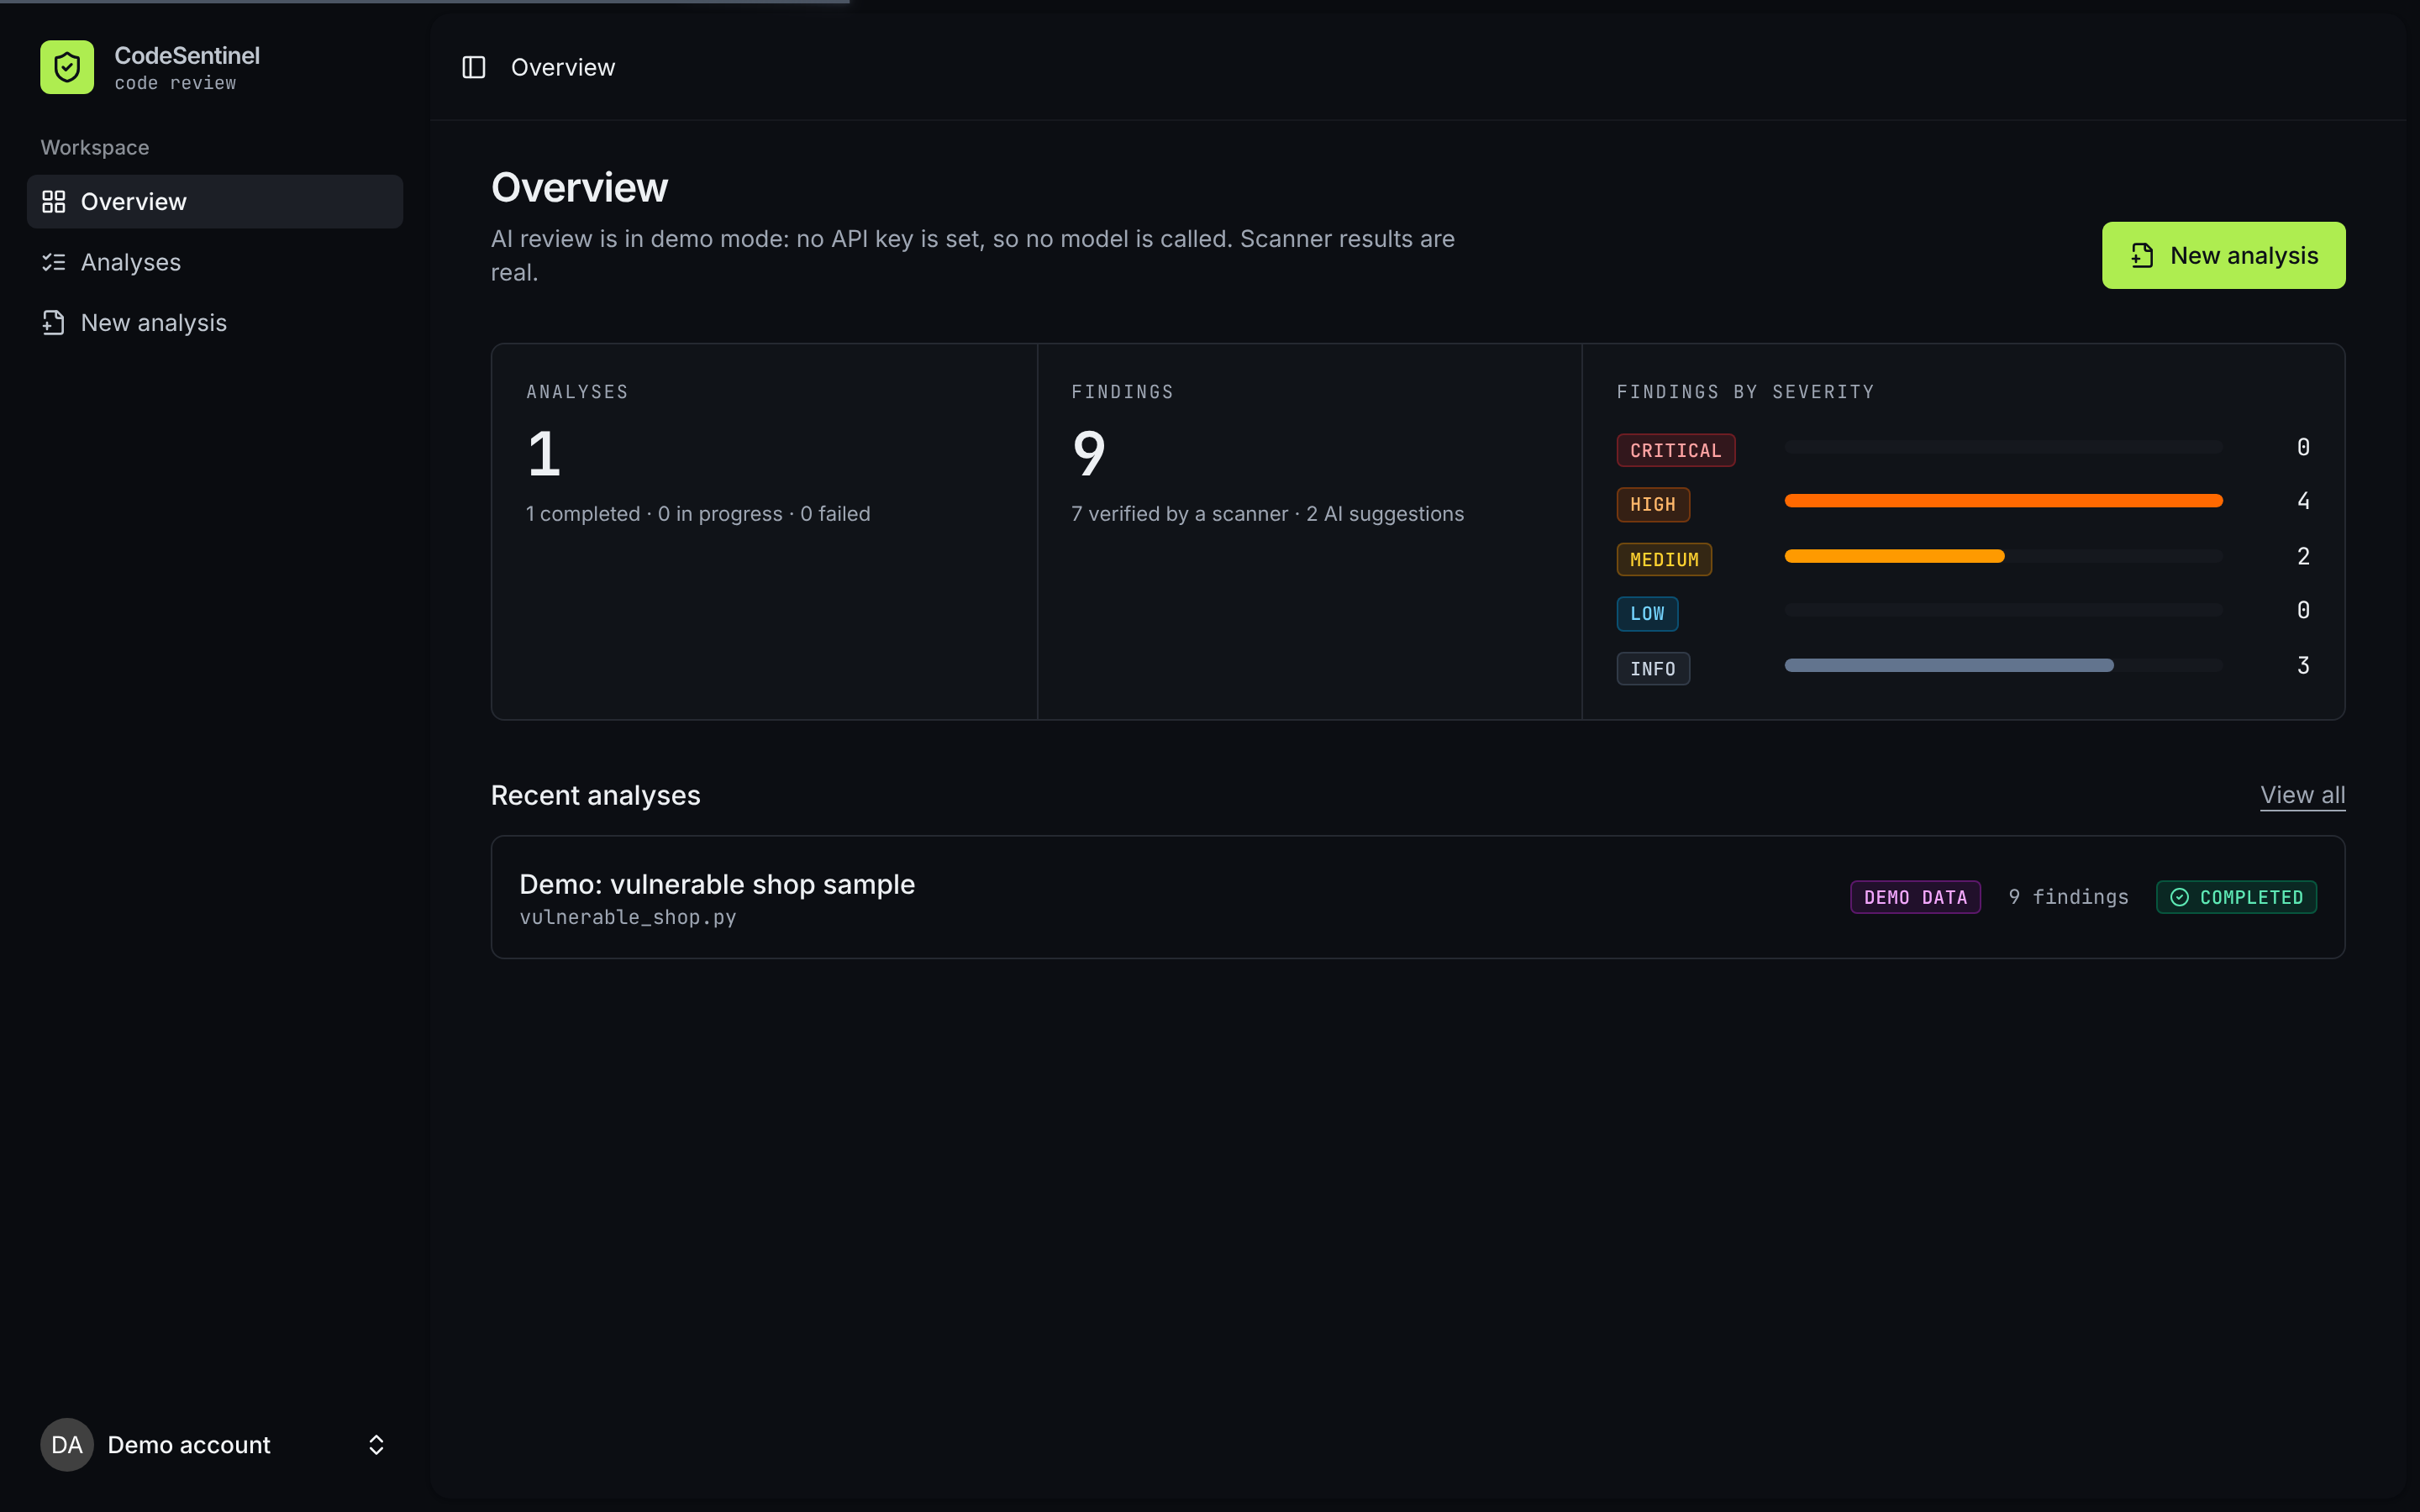 CodeSentinel
code review
Workspace
Overview
Analyses
New analysis
Demo account
DA
Overview
Overview
AI review is in demo mode: no API key is set, so no model is called. Scanner results are
real.
New analysis
ANALYSES
1
1 completed · 0 in progress · 0 failed
FINDINGS
9
7 verified by a scanner · 2 AI suggestions
FINDINGS BY SEVERITY
CRITICAL 0
HIGH 4
MEDIUM 2
LOW 0
INFO 3
Recent analyses
View all
Demo: vulnerable shop sample
vulnerable_shop.py
DEMO DATA
9 findings
COMPLETED